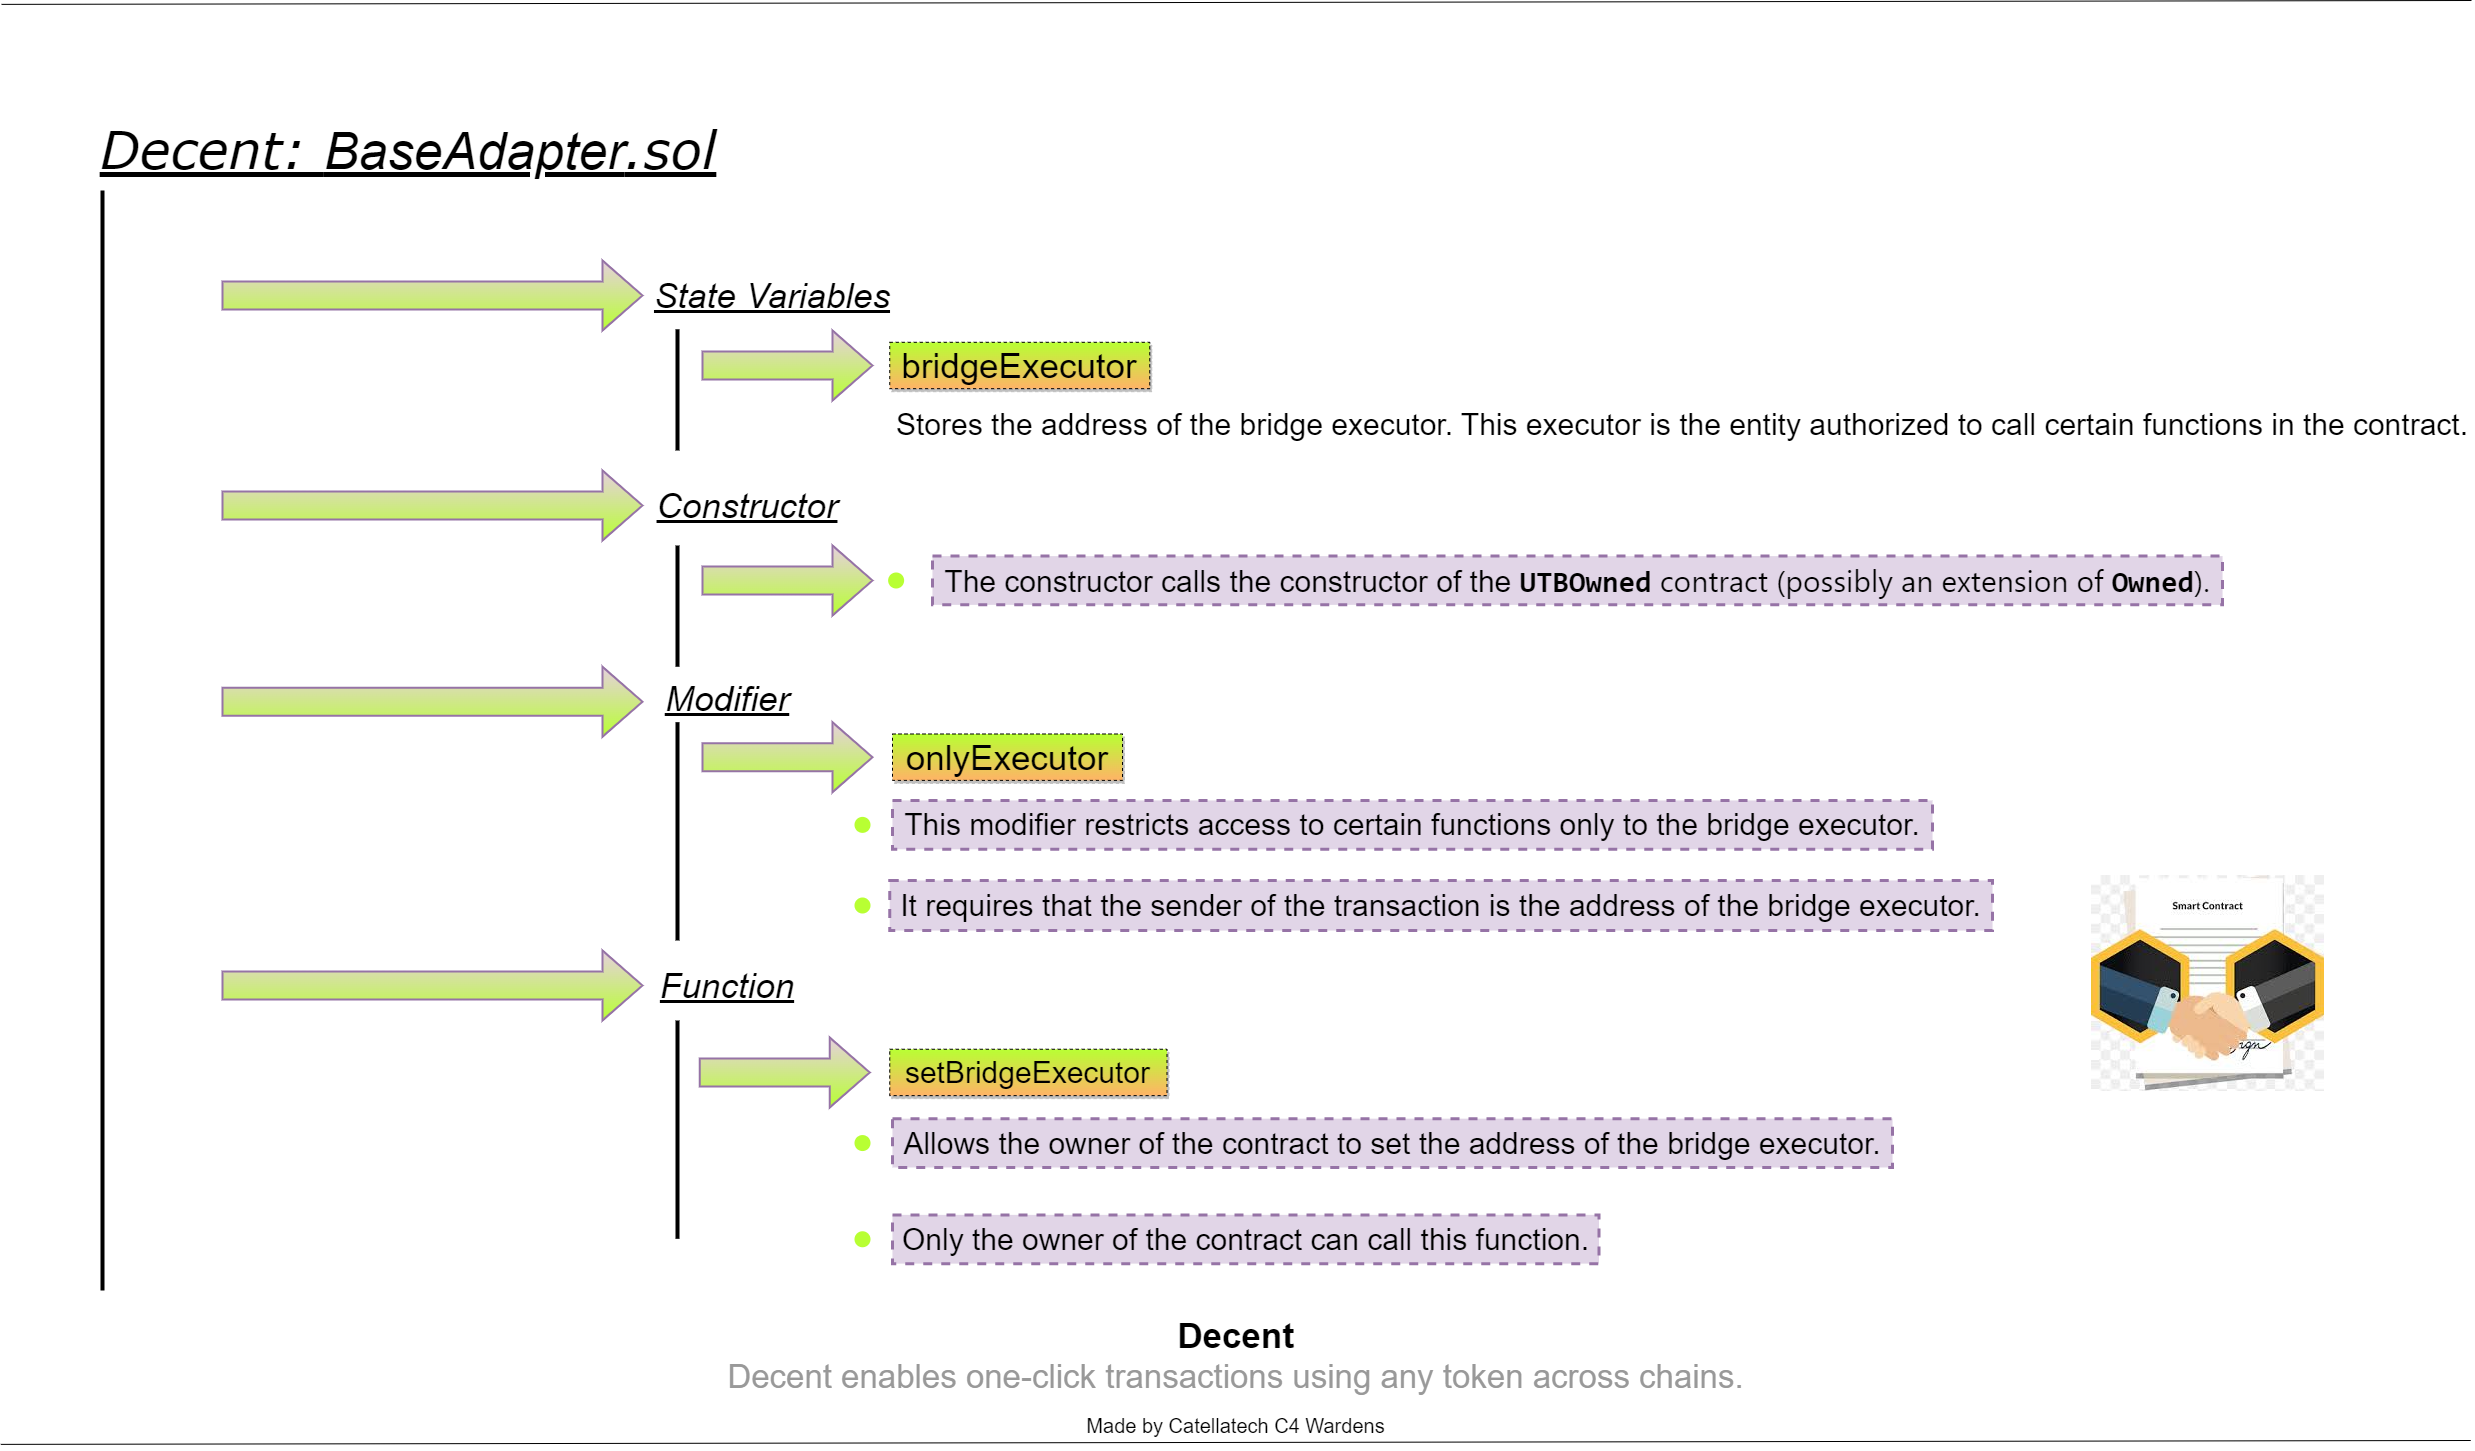 Decent: BaseAdapter.sol
State Variables
bridgeExecutor
Stores the address of the bridge executor. This executor is the entity authorized to call certain functions in the contract.
Constructor
The constructor calls the constructor of the UTBOwned contract (possibly an extension of Owned).
Modifier
onlyExecutor
This modifier restricts access to certain functions only to the bridge executor.
It requires that the sender of the transaction is the address of the bridge executor.
Smart Contract
Function
setBridgeExecutor
Allows the owner of the contract to set the address of the bridge executor.
Only the owner of the contract can call this function.
Decent
Decent enables one-click transactions using any token across chains.
Made by Catellatech C4 Wardens